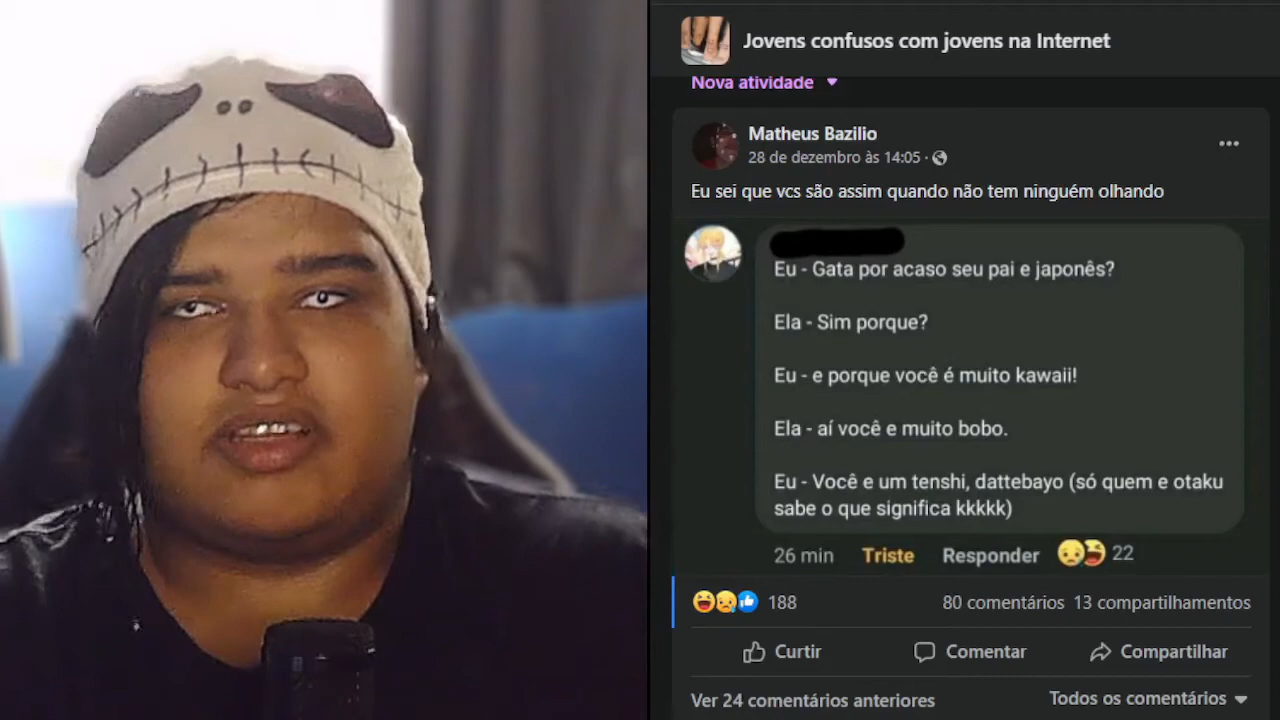 Jovens confusos com jovens na Internet
Nova atividade
Matheus Bazilio
28 de dezembro às 14:05 ·
Eu sei que vcs são assim quando não tem ninguém olhando
Eu - Gata por acaso seu pai e japonês?
Ela - Sim porque?
Eu - e porque você é muito kawaii!
Ela - aí você e muito bobo.
Eu - Você e um tenshi, dattebayo (só quem e otaku
sabe o que significa kkkkk)
26 min Triste Responder 22
188 80 comentários 13 compartilhamentos
Curtir Comentar Compartilhar
Ver 24 comentários anteriores Todos os comentários